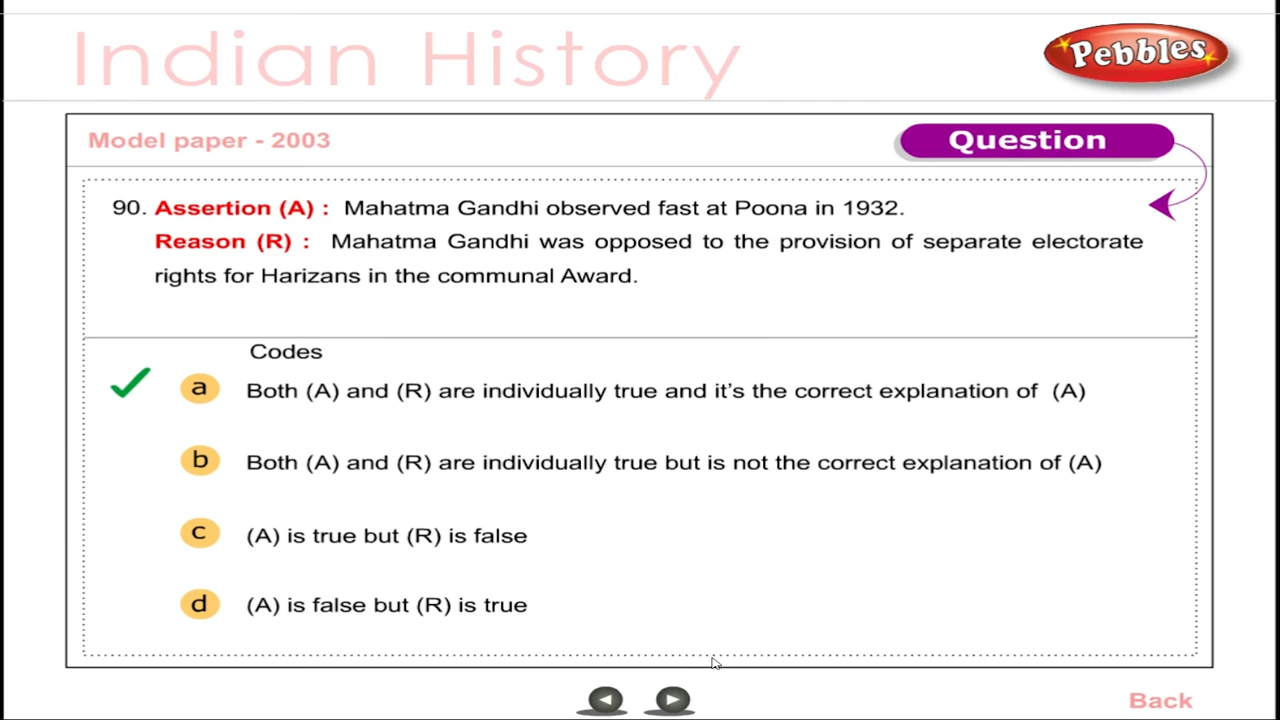 Indian History
Pebbles
Model paper - 2003
Question
90. Assertion (A) : Mahatma Gandhi observed fast at Poona in 1932.
Reason (R) : Mahatma Gandhi was opposed to the provision of separate electorate
rights for Harizans in the communal Award.
Codes
a Both (A) and (R) are individually true and it's the correct explanation of (A)
b Both (A) and (R) are individually true but is not the correct explanation of (A)
c (A) is true but (R) is false
d (A) is false but (R) is true
Back